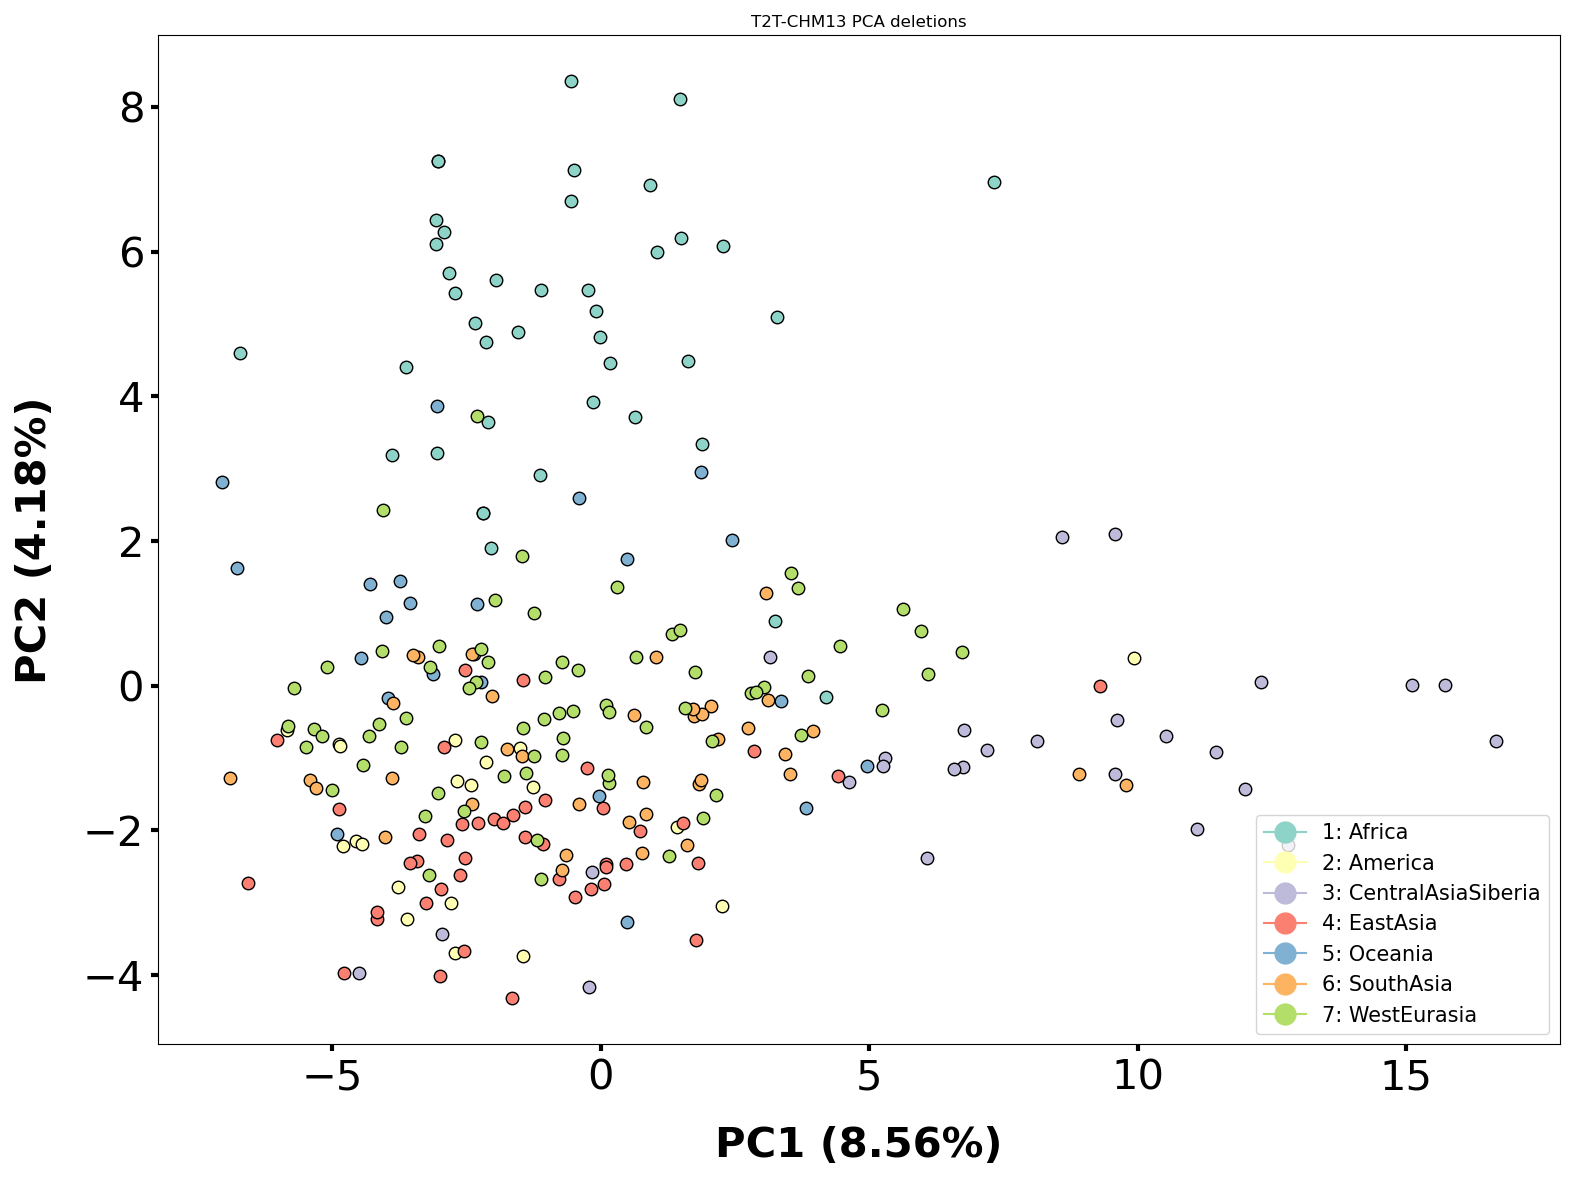 T2T-CHM13 PCA deletions
PC2 (4.18%)
8
6
4
2
0
−2
−4
1: Africa
2: America
3: CentralAsiaSiberia
4: EastAsia
5: Oceania
6: SouthAsia
7: WestEurasia
−5 0 5 10 15
PC1 (8.56%)